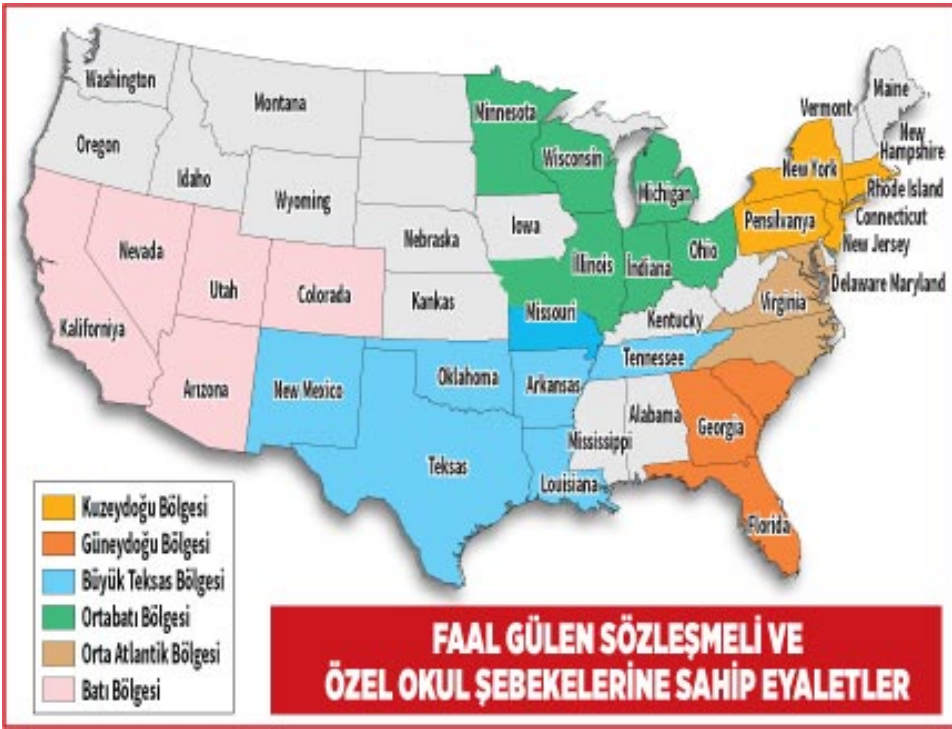 Washington
Montana
Minnesota
Maine
Vermont
New
Hampshire
Oregon
Idaho
Wyoming
Wisconsin
Michigan
New York
Rhode Island
Pensilvanya
Connecticut
New Jersey
Nevada
Utah
Colorada
Nebraska
Iowa
Illinois
Indiana
Ohio
Delaware Maryland
Kaliforniya
Kankas
Missouri
Kentucky
Virginia
Arızona
New Mexico
Oklahoma
Arkansas
Tennessee
Teksas
Louisiana
Mississippi
Alabama
Georgia
Florida
Kuzeydoğu Bölgesi
Güneydoğu Bölgesi
Büyük Teksas Bölgesi
Ortabatı Bölgesi
Orta Atlantik Bölgesi
Batı Bölgesi
FAAL GÜLEN SÖZLEŞMELİ VE
ÖZEL OKUL ŞEBEKELERİNE SAHİP EYALETLER